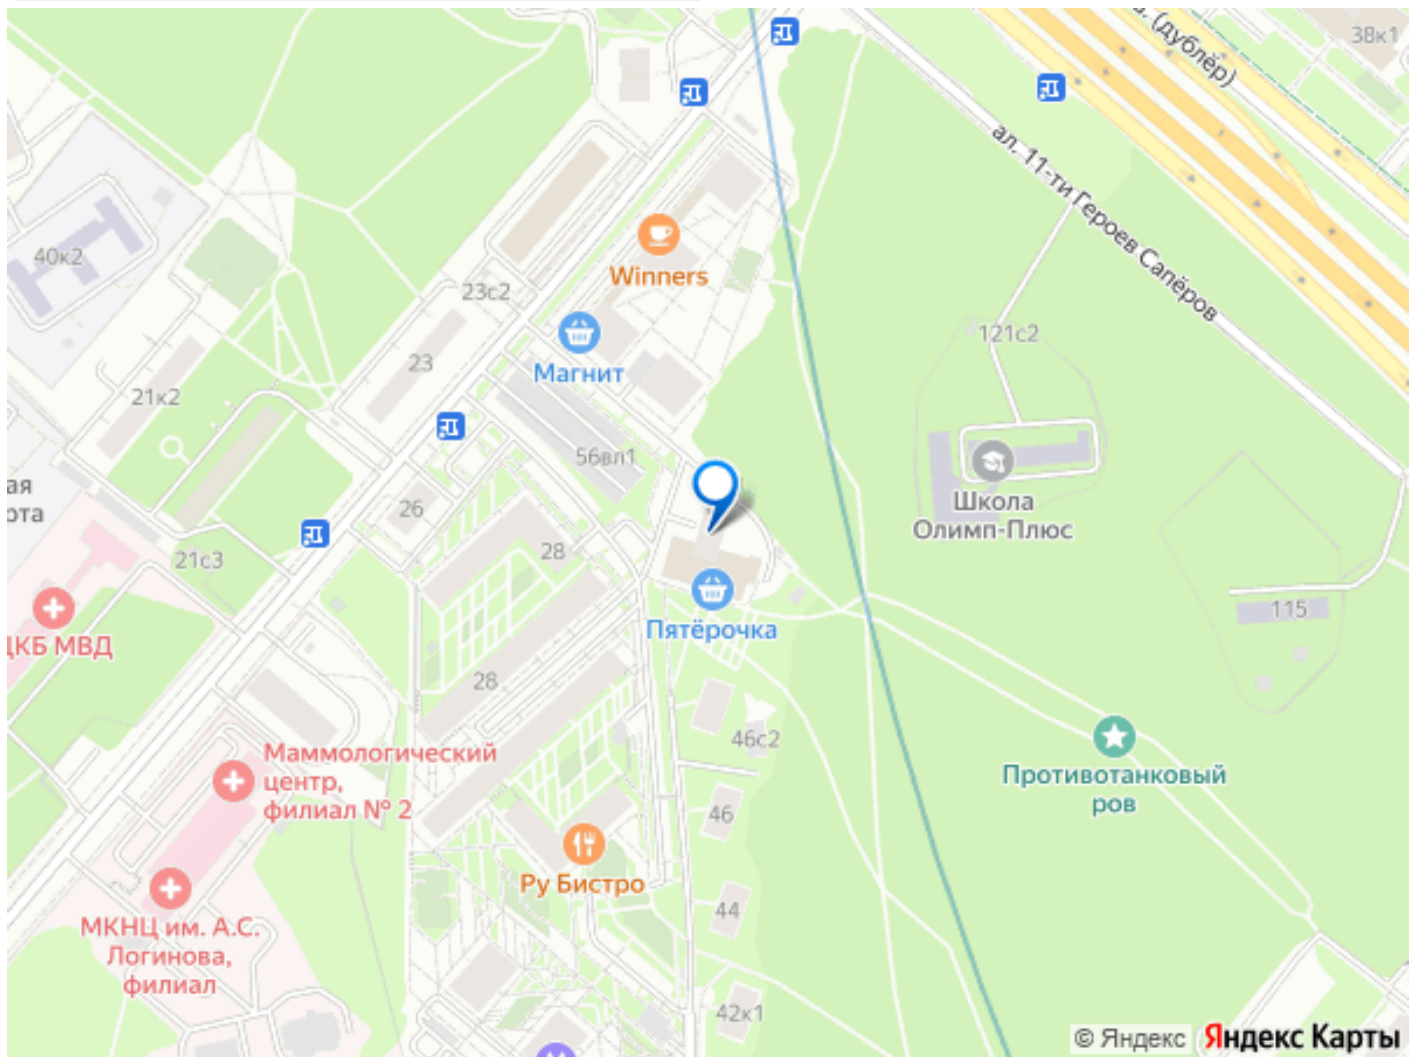 38к1
. (дублёр)
ал. 11-ти Героев Сапёров
40к2
Winners
23с2
121с2
Магнит
23
21к2
56вл1
ая
рта
Школа
Олимп-Плюс
26
28
21с3
115
ЦКБ МВД
Пятёрочка
28
46с2
Маммологический
центр,
филиал № 2
Противотанковый
ров
46
Ру Бистро
44
МКНЦ им. А.С.
Логинова,
филиал
42к1
© Яндекс Яндекс Карты